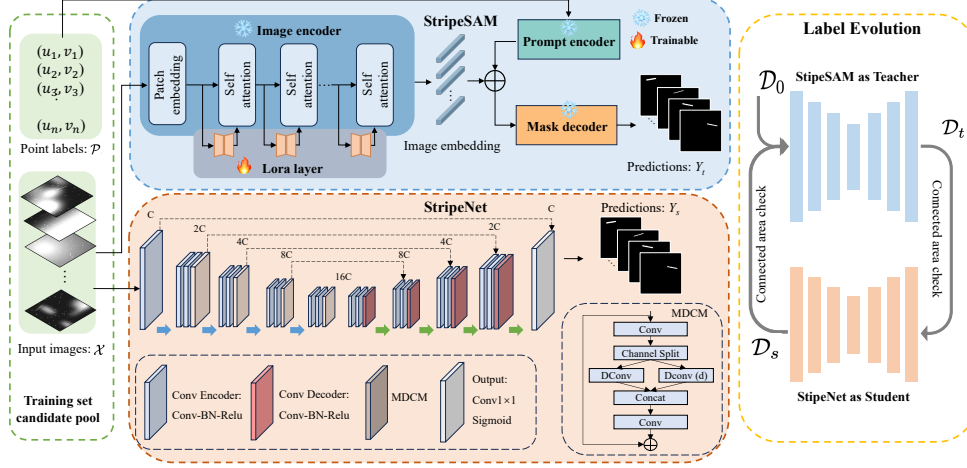 (u₁, v₁)
(u₂, v₂)
(u₃, v₃)
⋮
(uₙ, vₙ)
Point labels: 𝒫
Input images: 𝒳
Training set
candidate pool
Image encoder
StripeSAM
Frozen
Trainable
Patch
embedding
Self
attention
Self
attention
Self
attention
Lora layer
Image embedding
Prompt encoder
Mask decoder
Predictions: Yₜ
StripeNet
C
2C
4C
8C
16C
8C
4C
2C
C
Predictions: Yₛ
Conv Encoder:
Conv-BN-Relu
Conv Decoder:
Conv-BN-Relu
MDCM
Output:
Conv1×1
Sigmoid
MDCM
Conv
Channel Split
DConv
Dconv (d)
Concat
Conv
Label Evolution
StipeSAM as Teacher
𝒟₀
𝒟ₜ
Connected area check
Connected area check
𝒟ₛ
StipeNet as Student